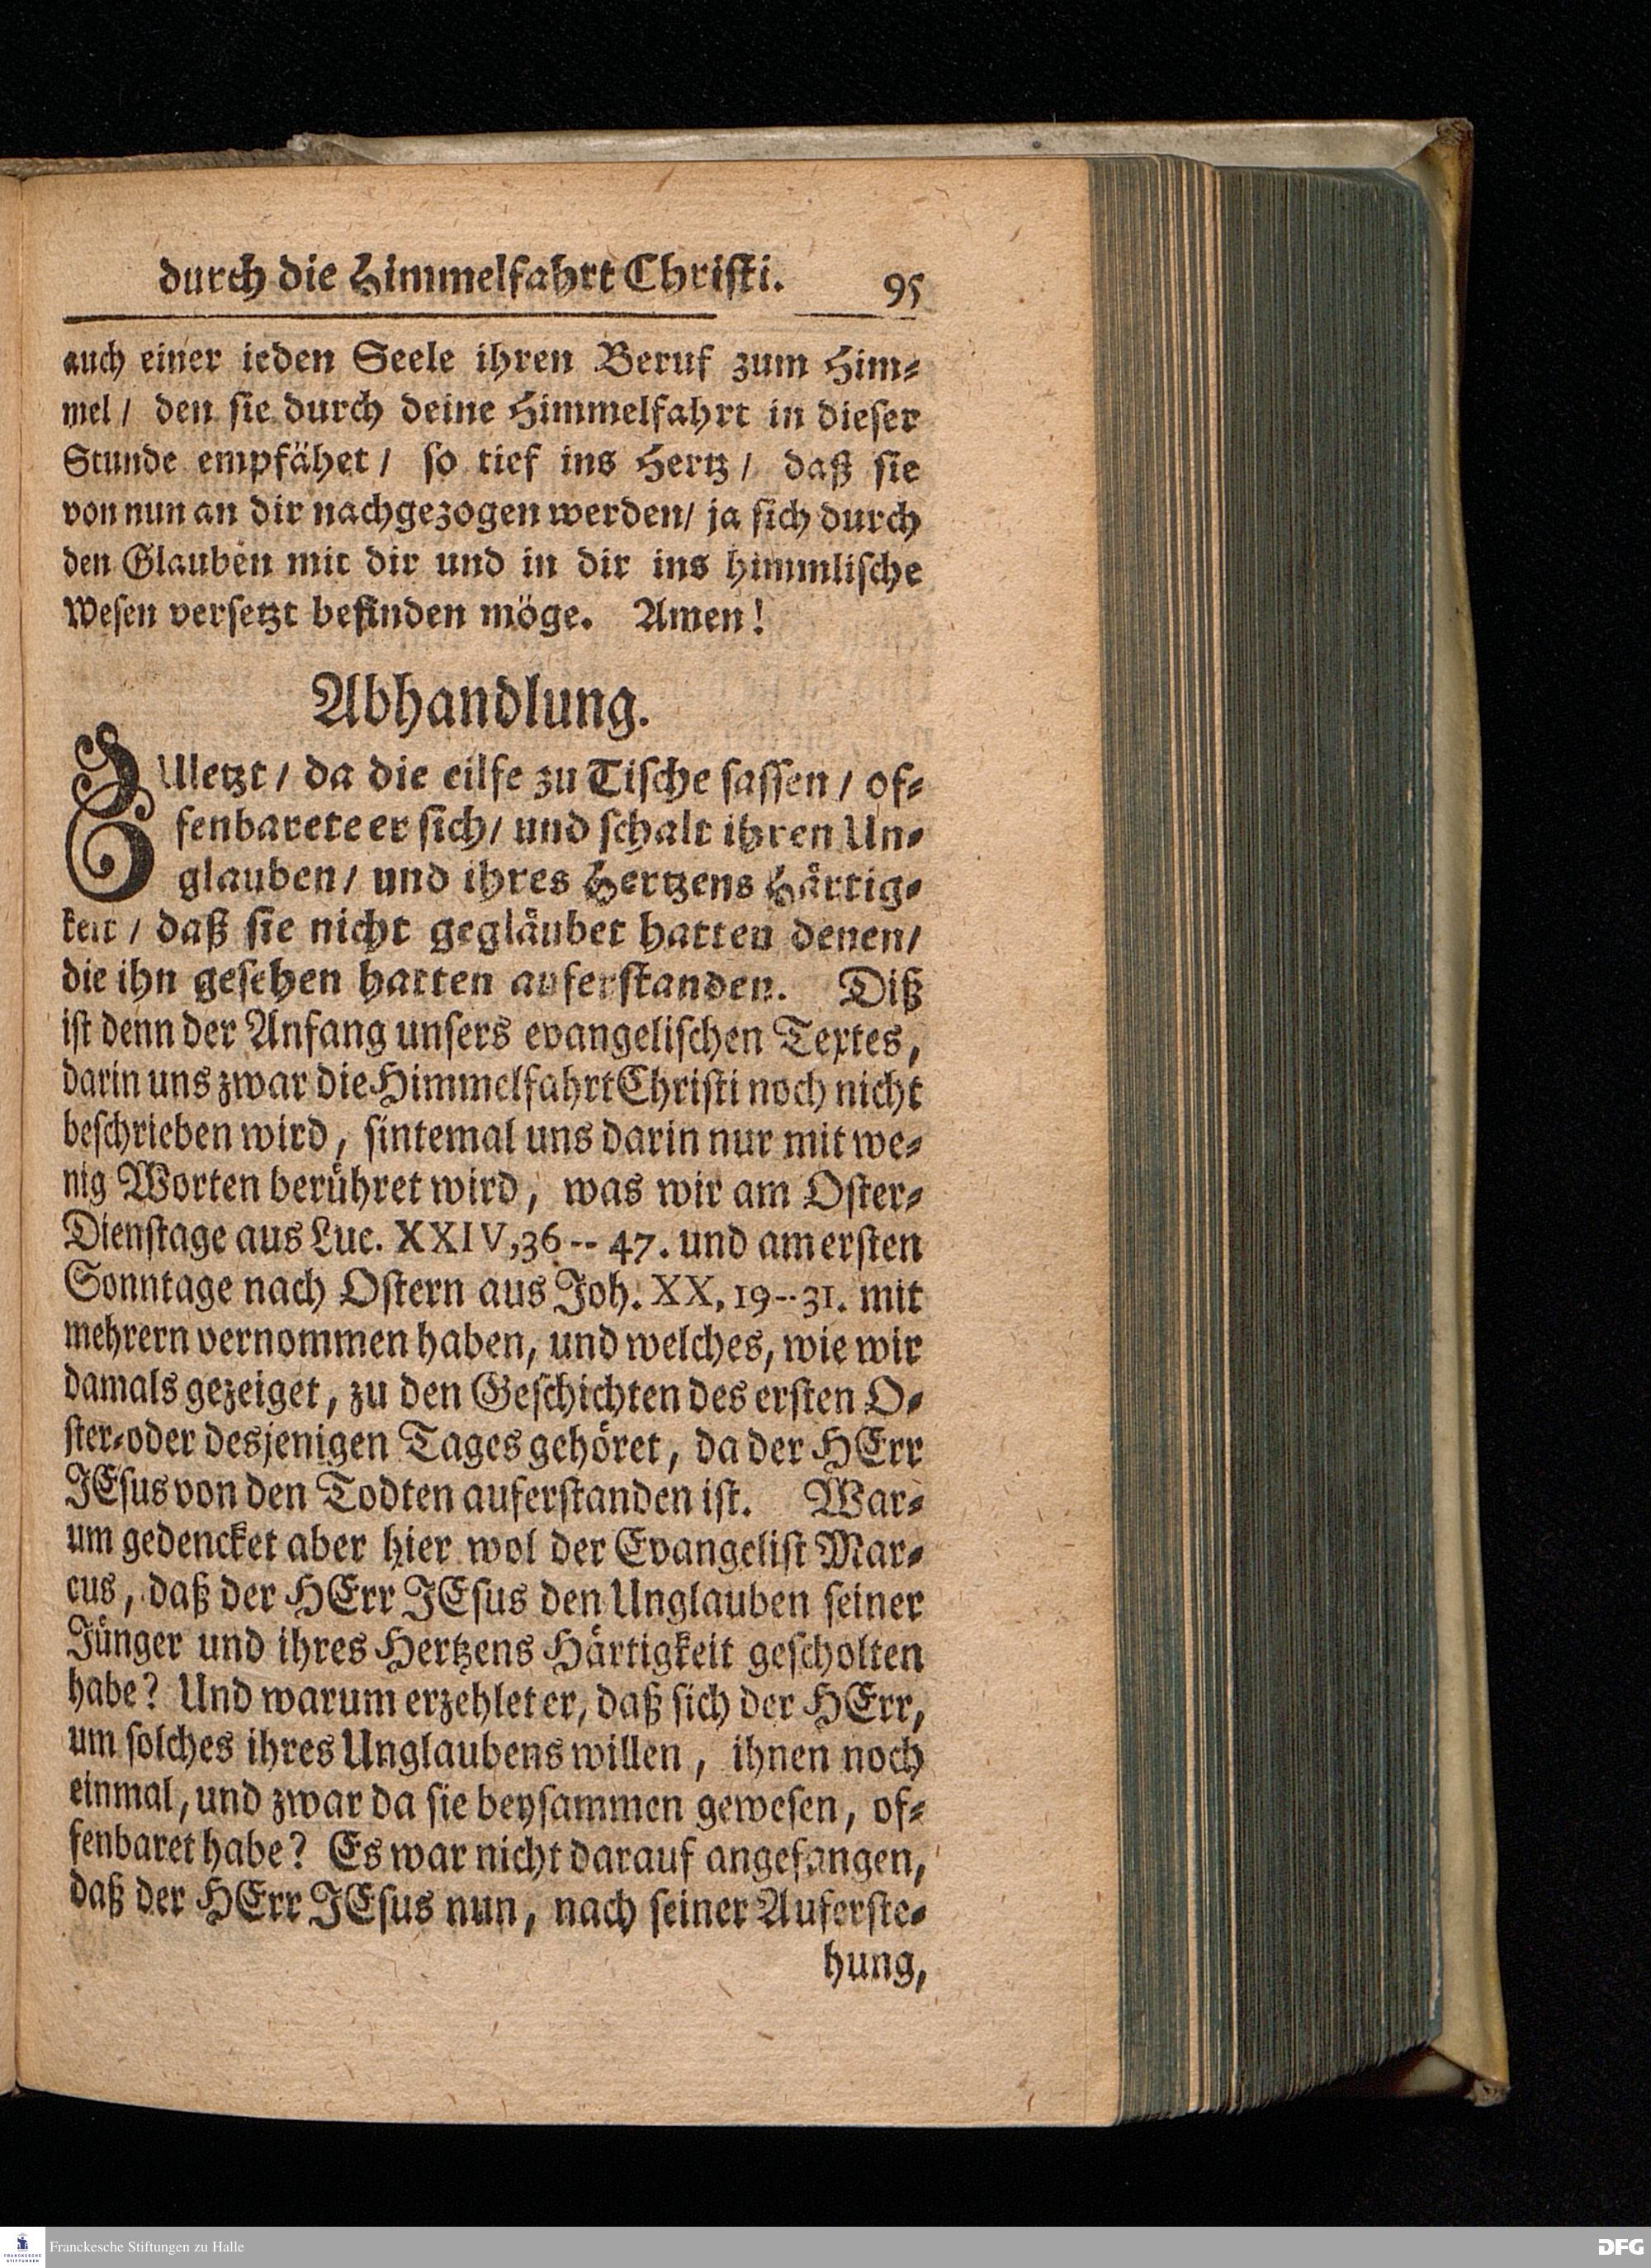 durch die Himmelfahrt Christi. 95
auch einer ieden Seele ihren Beruf zum Him⸗
mel / den sie durch deine Himmelfahrt in dieser
Stunde empfähet / so tief ins Hertz / daß sie
von nun an dir nachgezogen werden / ja sich durch
den Glauben mit dir und in dir ins himmlische
Wesen versetzt befinden möge. Amen!
Abhandlung.
ZUletzt / da die eilfe zu Tische sassen / of⸗
fenbarete er sich / und schalt ihren Un⸗
glauben / und ihres Hertzens Härtig⸗
keit / daß sie nicht gegläubet hatten denen /
die ihn gesehen hatten auferstanden. Diß
ist denn der Anfang unsers evangelischen Textes,
darin uns zwar die Himmelfahrt Christi noch nicht
beschrieben wird, sintemal uns darin nur mit we⸗
nig Worten berühret wird, was wir am Oster⸗
Dienstage aus Luc. XXIV, 36 -- 47. und am ersten
Sonntage nach Ostern aus Joh. XX, 19--31. mit
mehrern vernommen haben, und welches, wie wir
damals gezeiget, zu den Geschichten des ersten O⸗
ster⸗oder desjenigen Tages gehöret, da der HErr
JEsus von den Todten auferstanden ist. War⸗
um gedencket aber hier wol der Evangelist Mar⸗
cus, daß der HErr JEsus den Unglauben seiner
Jünger und ihres Hertzens Härtigkeit gescholten
habe? Und warum erzehlet er, daß sich der HErr,
um solches ihres Unglaubens willen, ihnen noch
einmal, und zwar da sie beysammen gewesen, of⸗
fenbaret habe? Es war nicht darauf angefangen,
daß der HErr JEsus nun, nach seiner Auferste⸗
hung,
FRANCKESCHE
STIFTUNGEN
Franckesche Stiftungen zu Halle
DFG